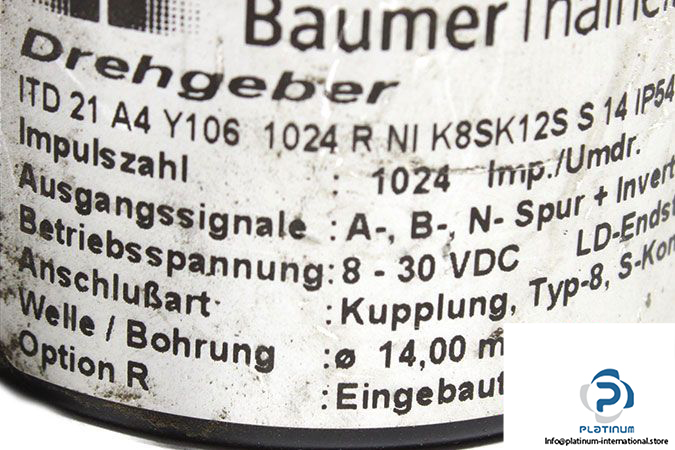 Baumer Thalheim
Drehgeber
ITD 21 A4 Y106 1024 R NI K8SK12S S 14 IP54
Impulszahl : 1024 Imp./Umdr.
Ausgangssignale : A-, B-, N- Spur + Invert
Betriebsspannung: 8 - 30 VDC LD-Endst
Anschlußart : Kupplung, Typ-8, S-Kon
Welle / Bohrung : ø 14,00 m
Option R : Eingebaut
PLATINUM
Info@platinum-international.store